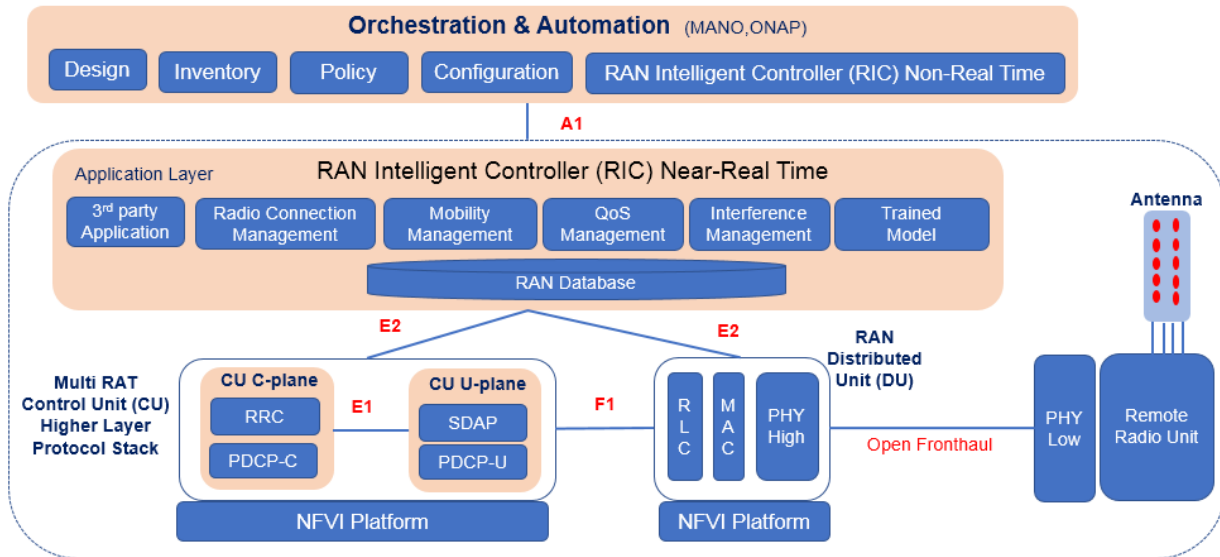 Orchestration & Automation (MANO,ONAP)
Design
Inventory
Policy
Configuration
RAN Intelligent Controller (RIC) Non-Real Time
A1
Application Layer
RAN Intelligent Controller (RIC) Near-Real Time
3rd party
Application
Radio Connection
Management
Mobility
Management
QoS
Management
Interference
Management
Trained
Model
RAN Database
Antenna
E2
E2
RAN
Distributed
Unit (DU)
Multi RAT
Control Unit (CU)
Higher Layer
Protocol Stack
CU C-plane
RRC
PDCP-C
E1
CU U-plane
SDAP
PDCP-U
F1
RLC
MAC
PHY
High
Open Fronthaul
PHY
Low
Remote
Radio Unit
NFVI Platform
NFVI Platform